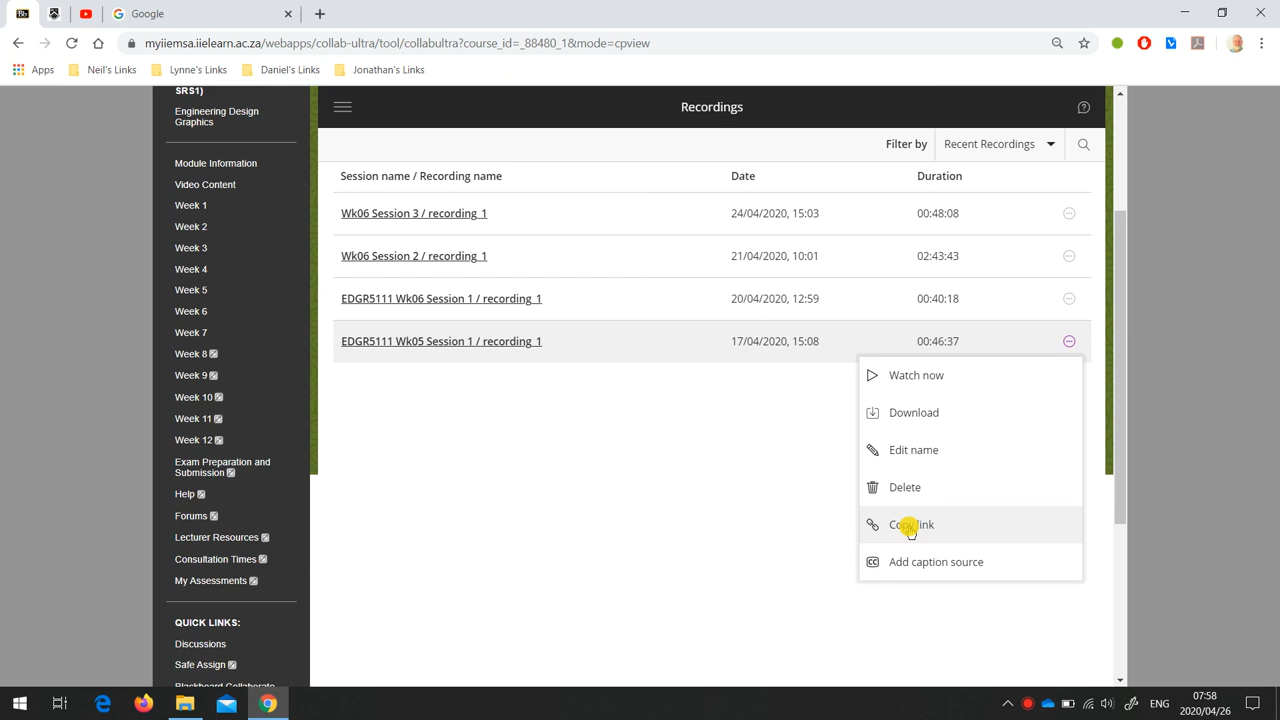 Bb
Google
myiiemsa.iielearn.ac.za/webapps/collab-ultra/tool/collabultra?course_id=_88480_1&mode=cpview
Apps
Neil's Links
Lynne's Links
Daniel's Links
Jonathan's Links
SRS1)
Engineering Design
Graphics
Module Information
Video Content
Week 1
Week 2
Week 3
Week 4
Week 5
Week 6
Week 7
Week 8
Week 9
Week 10
Week 11
Week 12
Exam Preparation and
Submission
Help
Forums
Lecturer Resources
Consultation Times
My Assessments
QUICK LINKS:
Discussions
Safe Assign
Blackboard Collaborate
Recordings
Filter by
Recent Recordings
Session name / Recording name
Date
Duration
Wk06 Session 3 / recording_1
24/04/2020, 15:03
00:48:08
Wk06 Session 2 / recording_1
21/04/2020, 10:01
02:43:43
EDGR5111 Wk06 Session 1 / recording_1
20/04/2020, 12:59
00:40:18
EDGR5111 Wk05 Session 1 / recording_1
17/04/2020, 15:08
00:46:37
Watch now
Download
Edit name
Delete
Copy link
CC Add caption source
ENG
07:58
2020/04/26